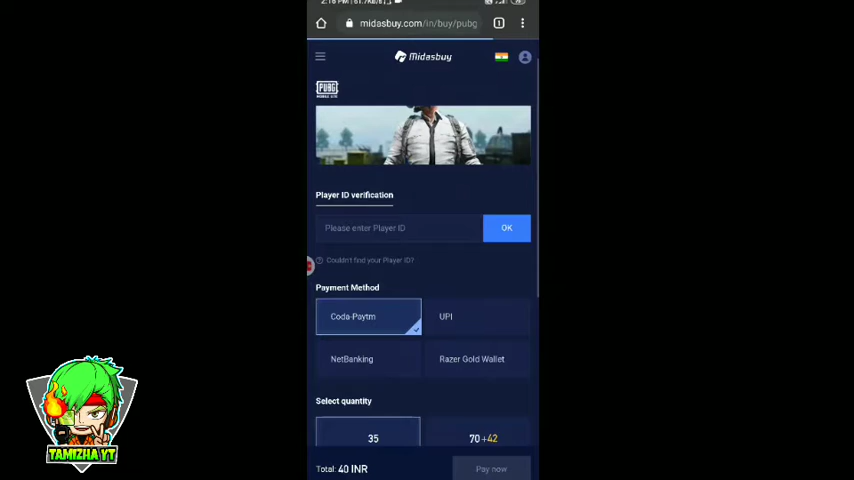 midasbuy.com/in/buy/pubg
1
Midasbuy
PUBG
Player ID verification
Please enter Player ID
OK
Couldn't find your Player ID?
Payment Method
Coda-Paytm
UPI
NetBanking
Razer Gold Wallet
Select quantity
35
70+42
Total: 40 INR
Pay now
TAMIZHA YT